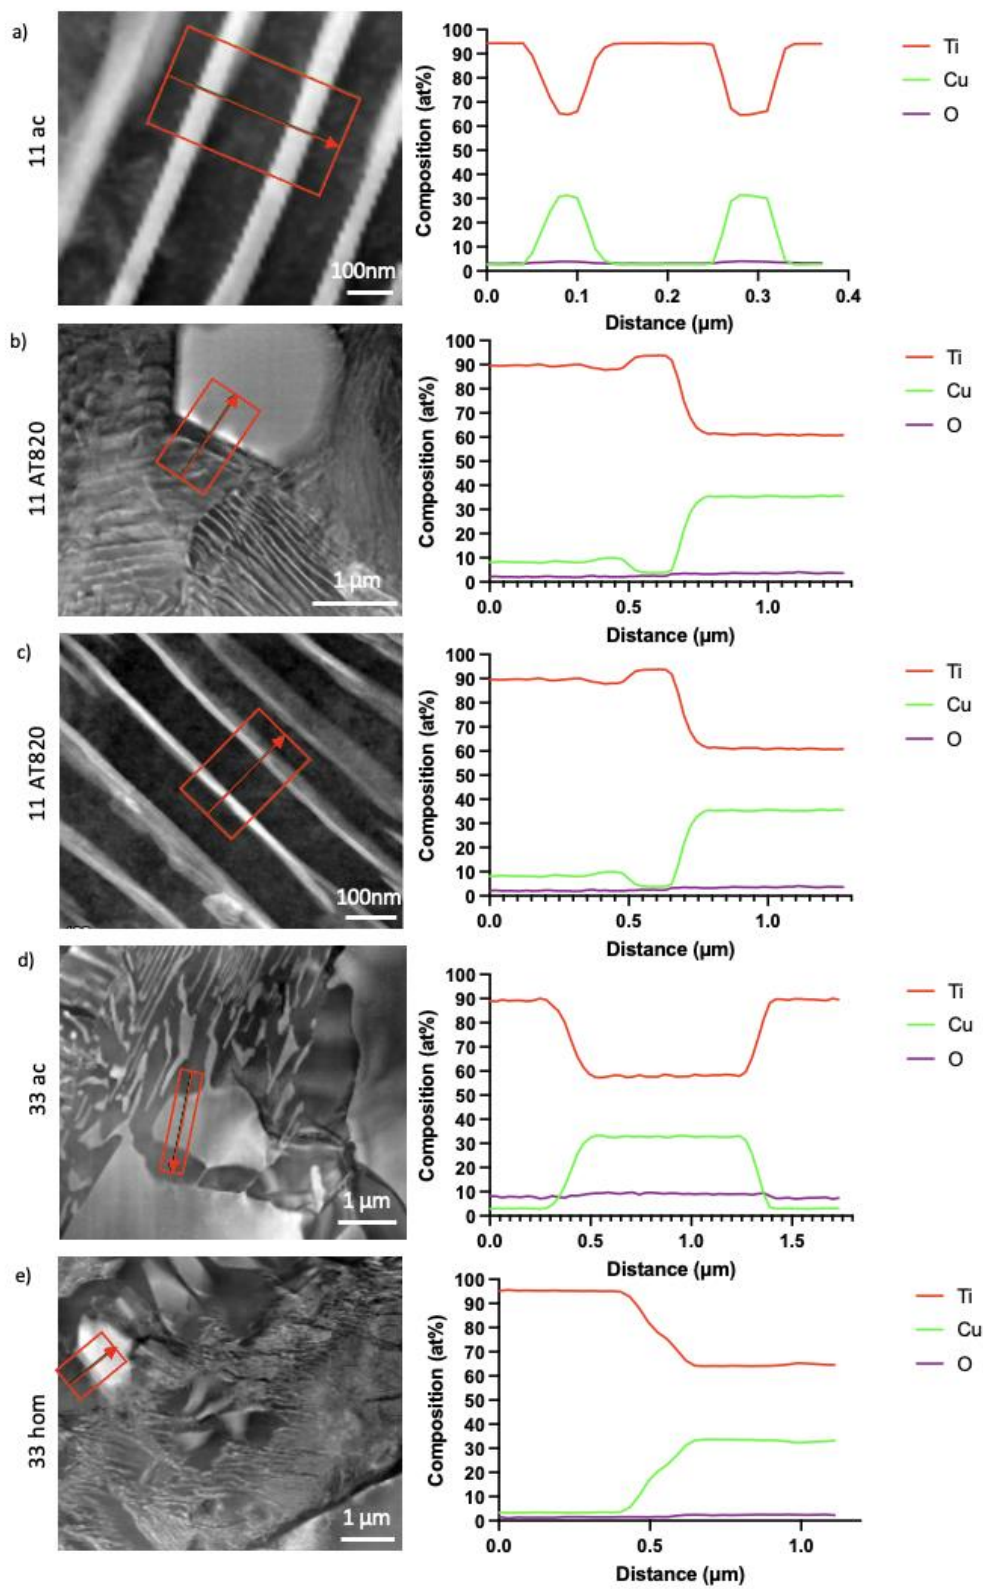 a)
11 ac
100nm
Composition (at%)
100
90
80
70
60
50
40
30
20
10
0
0.0 0.1 0.2 0.3 0.4
Distance (µm)
Ti
Cu
O
b)
11 AT820
1 µm
Composition (at%)
100
90
80
70
60
50
40
30
20
10
0
0.0 0.5 1.0
Distance (µm)
Ti
Cu
O
c)
11 AT820
100nm
Composition (at%)
100
90
80
70
60
50
40
30
20
10
0
0.0 0.5 1.0
Distance (µm)
Ti
Cu
O
d)
33 ac
1 µm
Composition (at%)
100
90
80
70
60
50
40
30
20
10
0
0.0 0.5 1.0 1.5
Distance (µm)
Ti
Cu
O
e)
33 hom
1 µm
Composition (at%)
100
90
80
70
60
50
40
30
20
10
0
0.0 0.5 1.0
Distance (µm)
Ti
Cu
O